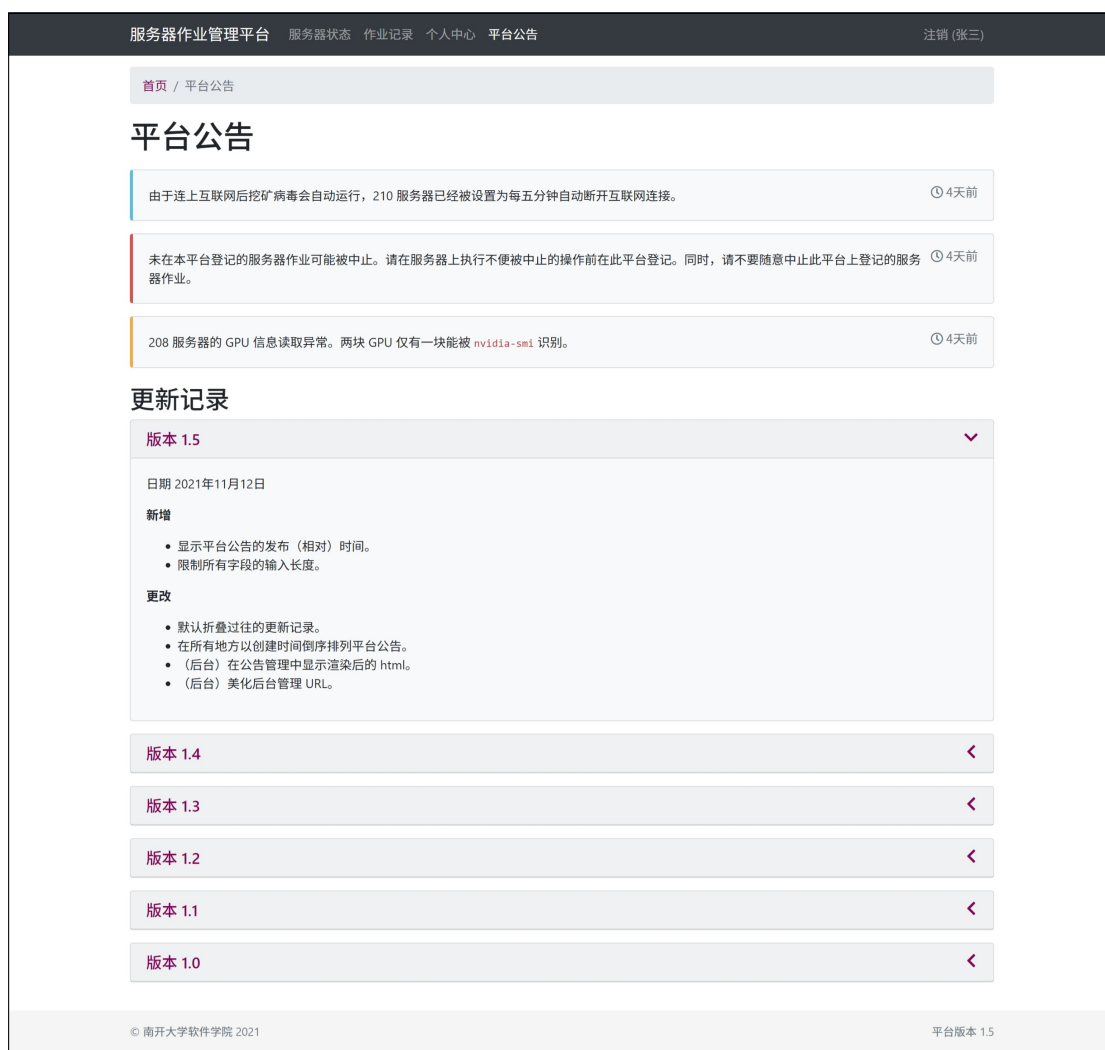 服务器作业管理平台 服务器状态 作业记录 个人中心 平台公告 注销 (张三)
首页 / 平台公告
平台公告
由于连上互联网后挖矿病毒会自动运行，210 服务器已经被设置为每五分钟自动断开互联网连接。 4天前
未在本平台登记的服务器作业可能被中止。请在服务器上执行不便被中止的操作前在此平台登记。同时，请不要随意中止此平台上登记的服务 4天前
器作业。
208 服务器的 GPU 信息读取异常。两块 GPU 仅有一块能被 nvidia-smi 识别。 4天前
更新记录
版本 1.5
日期 2021年11月12日
新增
• 显示平台公告的发布（相对）时间。
• 限制所有字段的输入长度。
更改
• 默认折叠过往的更新记录。
• 在所有地方以创建时间倒序排列平台公告。
• （后台）在公告管理中显示渲染后的 html。
• （后台）美化后台管理 URL。
版本 1.4
版本 1.3
版本 1.2
版本 1.1
版本 1.0
© 南开大学软件学院 2021 平台版本 1.5